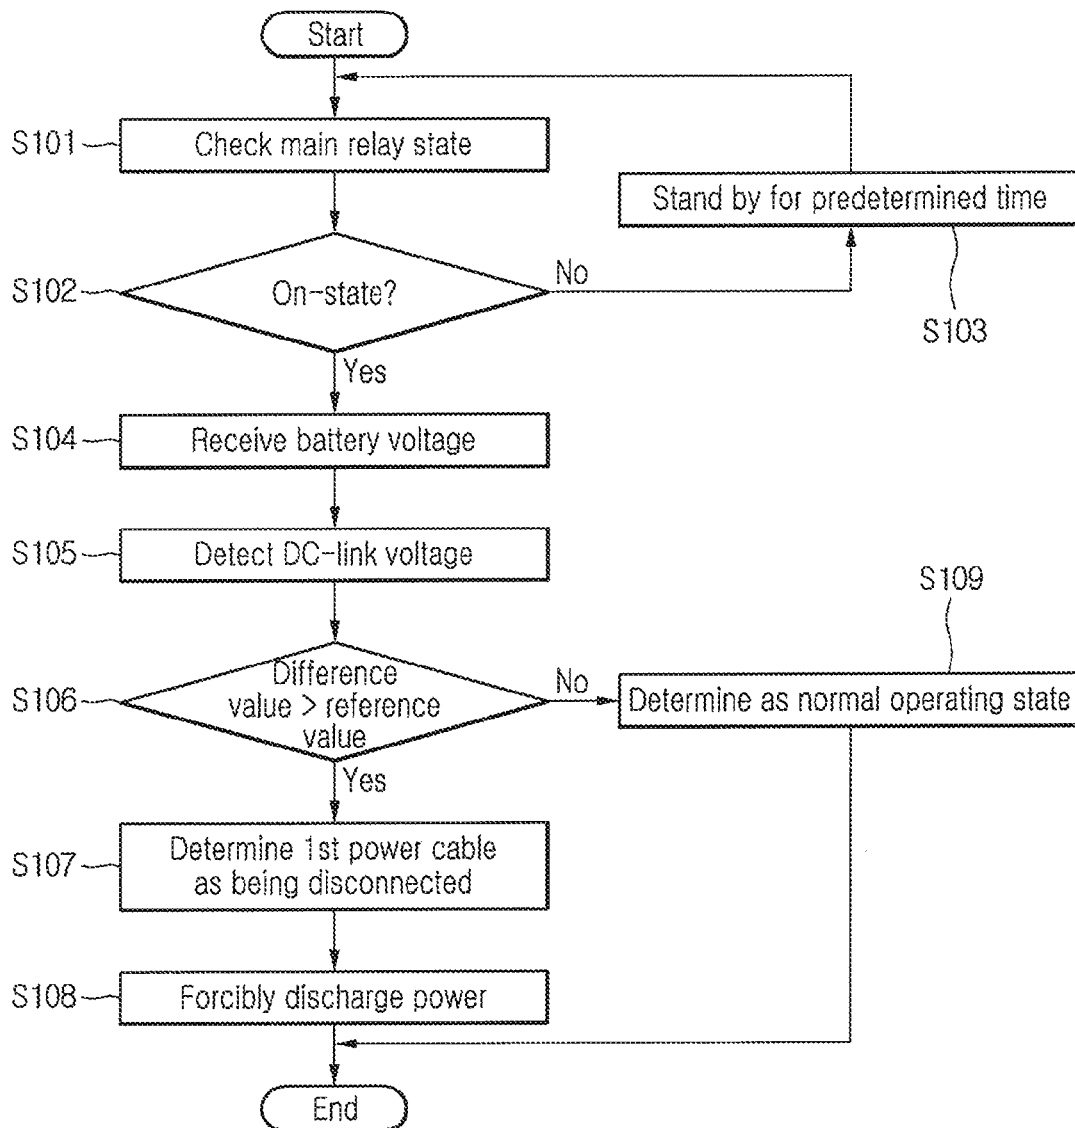 Start
S101
Check main relay state
Stand by for predetermined time
S102
On-state?
No
S103
Yes
S104
Receive battery voltage
S105
Detect DC-link voltage
S109
S106
Difference
value > reference
value
No
Determine as normal operating state
Yes
S107
Determine 1st power cable
as being disconnected
S108
Forcibly discharge power
End